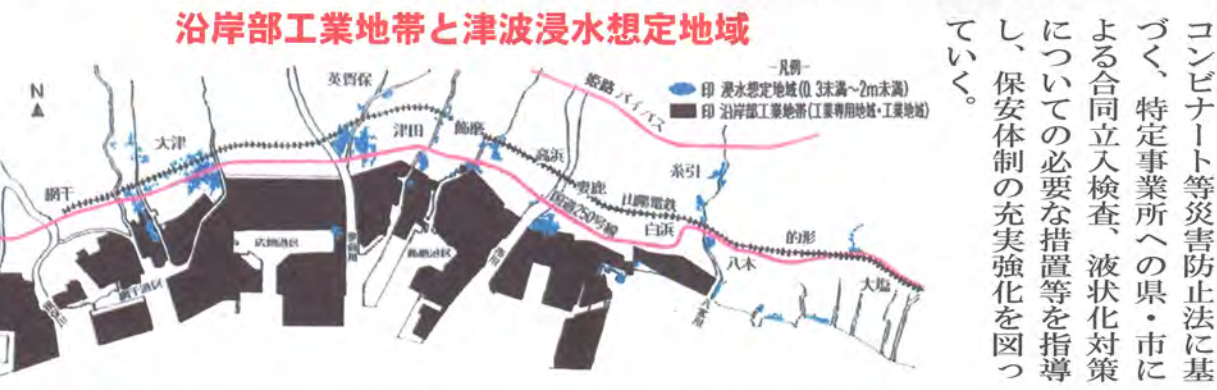 コンビナート等災害防止法に基
づく、特定事業所への県・市に
よる合同立入検査、液状化対策
についての必要な措置等を指導
し、保安体制の充実強化を図っ
ていく。
沿岸部工業地帯と津波浸水想定地域
N
-凡例-
印 浸水想定地域(0.3未満~2m未満)
印 沿岸部工業地帯(工業専用地域・工業地域)
英賀保
姫路バイパス
大津
津田
飾磨
高浜
糸引
網干
妻鹿
山陽電鉄
国道250号線
白浜
的形
八木
大塩
広畑港区
飾磨港区
網干港区
市川
八家川